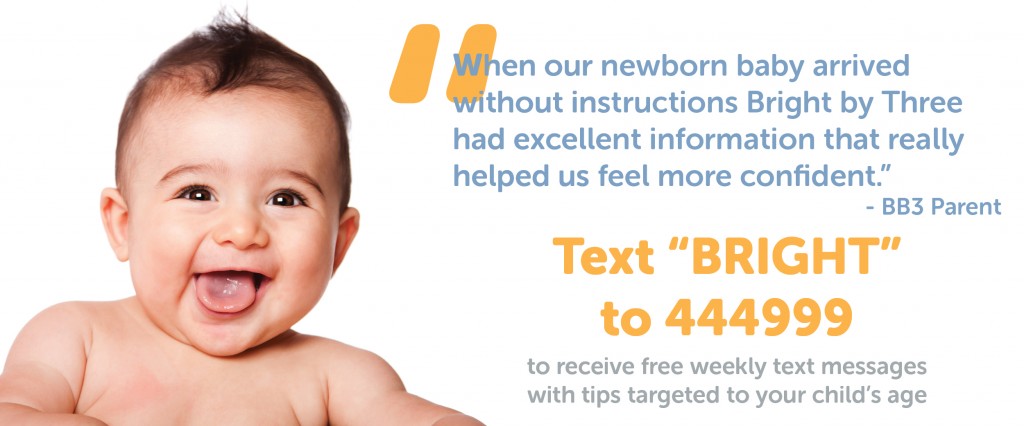 "When our newborn baby arrived
without instructions Bright by Three
had excellent information that really
helped us feel more confident.”
- BB3 Parent
Text “BRIGHT”
to 444999
to receive free weekly text messages
with tips targeted to your child’s age